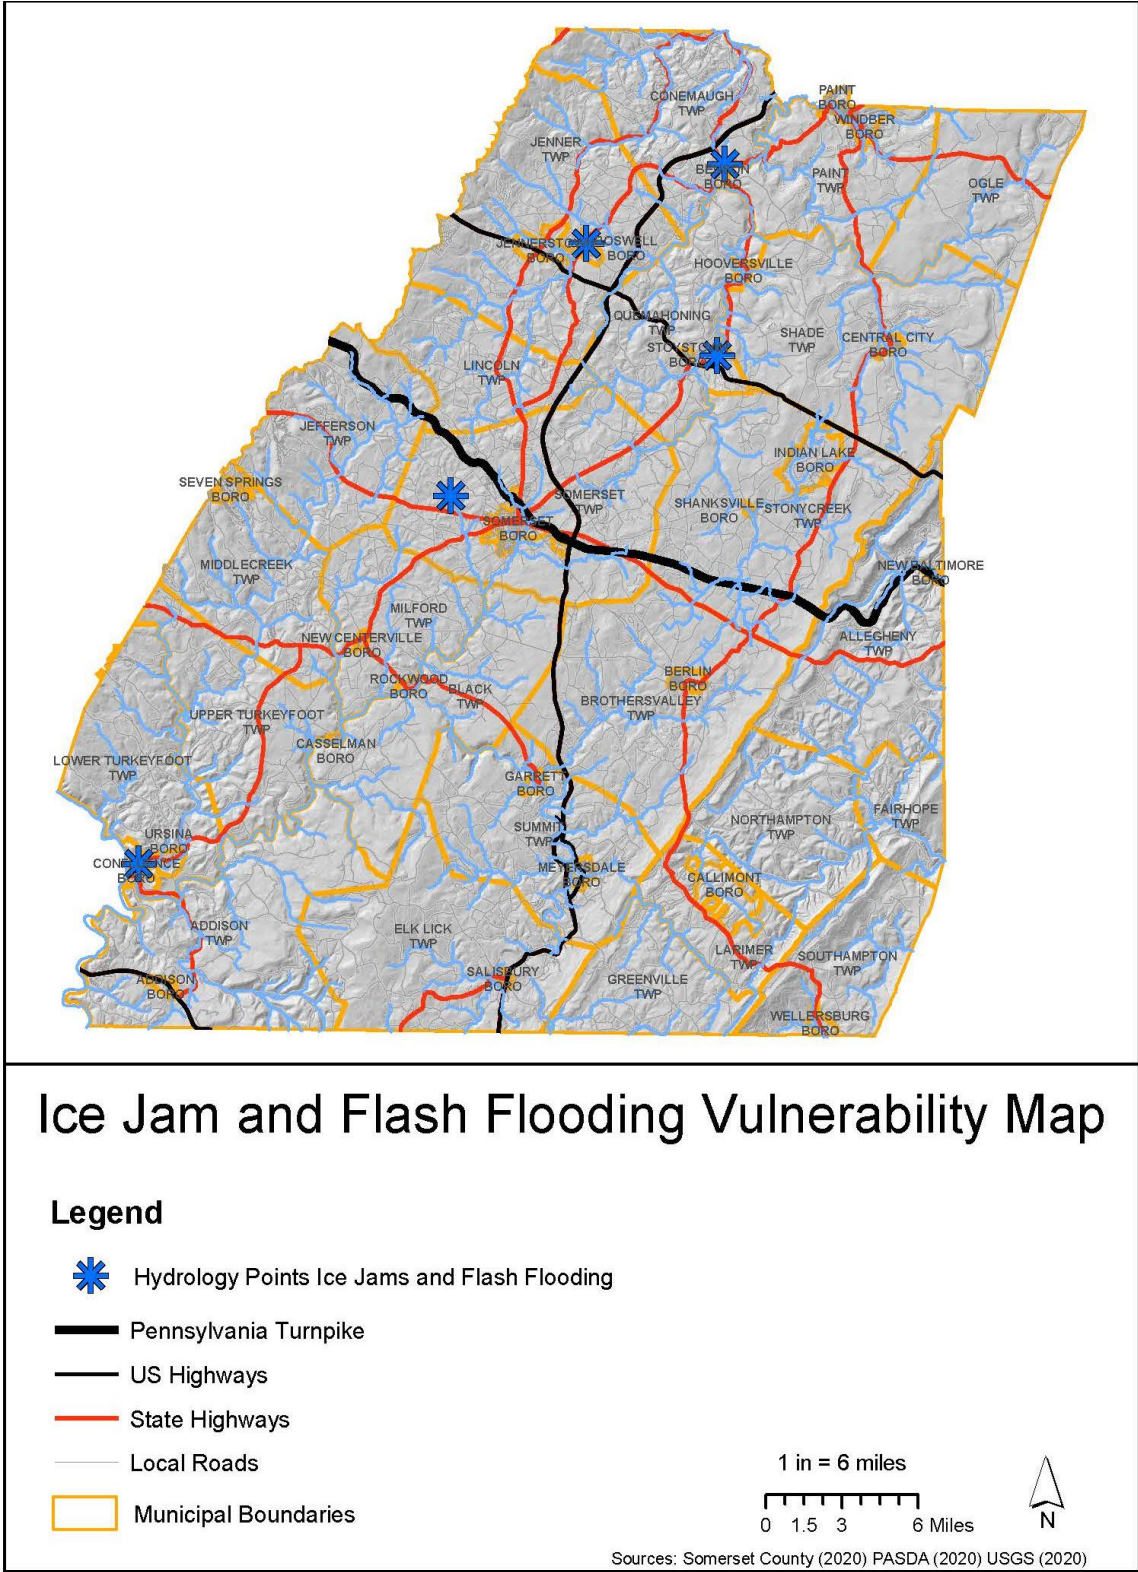 CONEMAUGH
TWP
PAINT
BORO
WINDBER
BORO
JENNER
TWP
BORO
PAINT
TWP
OGLE
TWP
BORO
BOSWELL
BORO
HOOVERSVILLE
BORO
QUEMAHONING
TWP
SHADE
TWP
CENTRAL CITY
BORO
LINCOLN
TWP
JEFFERSON
TWP
INDIAN LAKE
BORO
SEVEN SPRINGS
BORO
SOMERSET
TWP
SHANKSVILLE
BORO
STONYCREEK
TWP
SOMERSET
BORO
MIDDLECREEK
TWP
NEW BALTIMORE
BORO
MILFORD
TWP
NEW CENTERVILLE
BORO
ALLEGHENY
TWP
ROCKWOOD
BORO
BLACK
TWP
BERLIN
BORO
BROTHERSVALLEY
TWP
UPPER TURKEYFOOT
TWP
CASSELMAN
BORO
LOWER TURKEYFOOT
TWP
GARRETT
BORO
NORTHAMPTON
TWP
FAIRHOPE
TWP
URSINA
BORO
SUMMIT
TWP
MEYERSDALE
BORO
CALLIMONT
BORO
ADDISON
TWP
ELK LICK
TWP
LARIMER
TWP
SOUTHAMPTON
TWP
ADDISON
BORO
SALISBURY
BORO
GREENVILLE
TWP
WELLERSBURG
BORO
Ice Jam and Flash Flooding Vulnerability Map
Legend
Hydrology Points Ice Jams and Flash Flooding
Pennsylvania Turnpike
US Highways
State Highways
Local Roads
Municipal Boundaries
1 in = 6 miles
0 1.5 3 6 Miles
N
Sources: Somerset County (2020) PASDA (2020) USGS (2020)